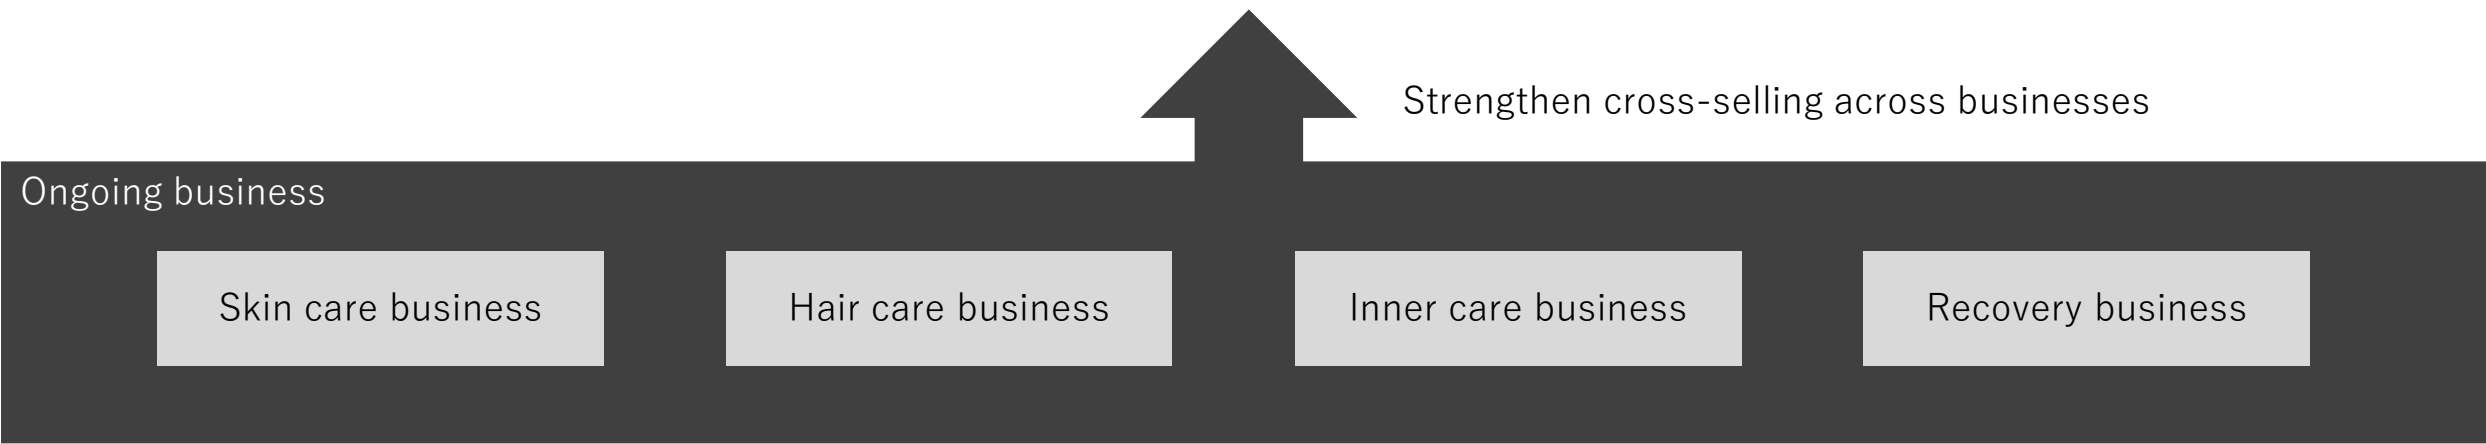 Strengthen cross-selling across businesses
Ongoing business
Skin care business
Hair care business
Inner care business
Recovery business